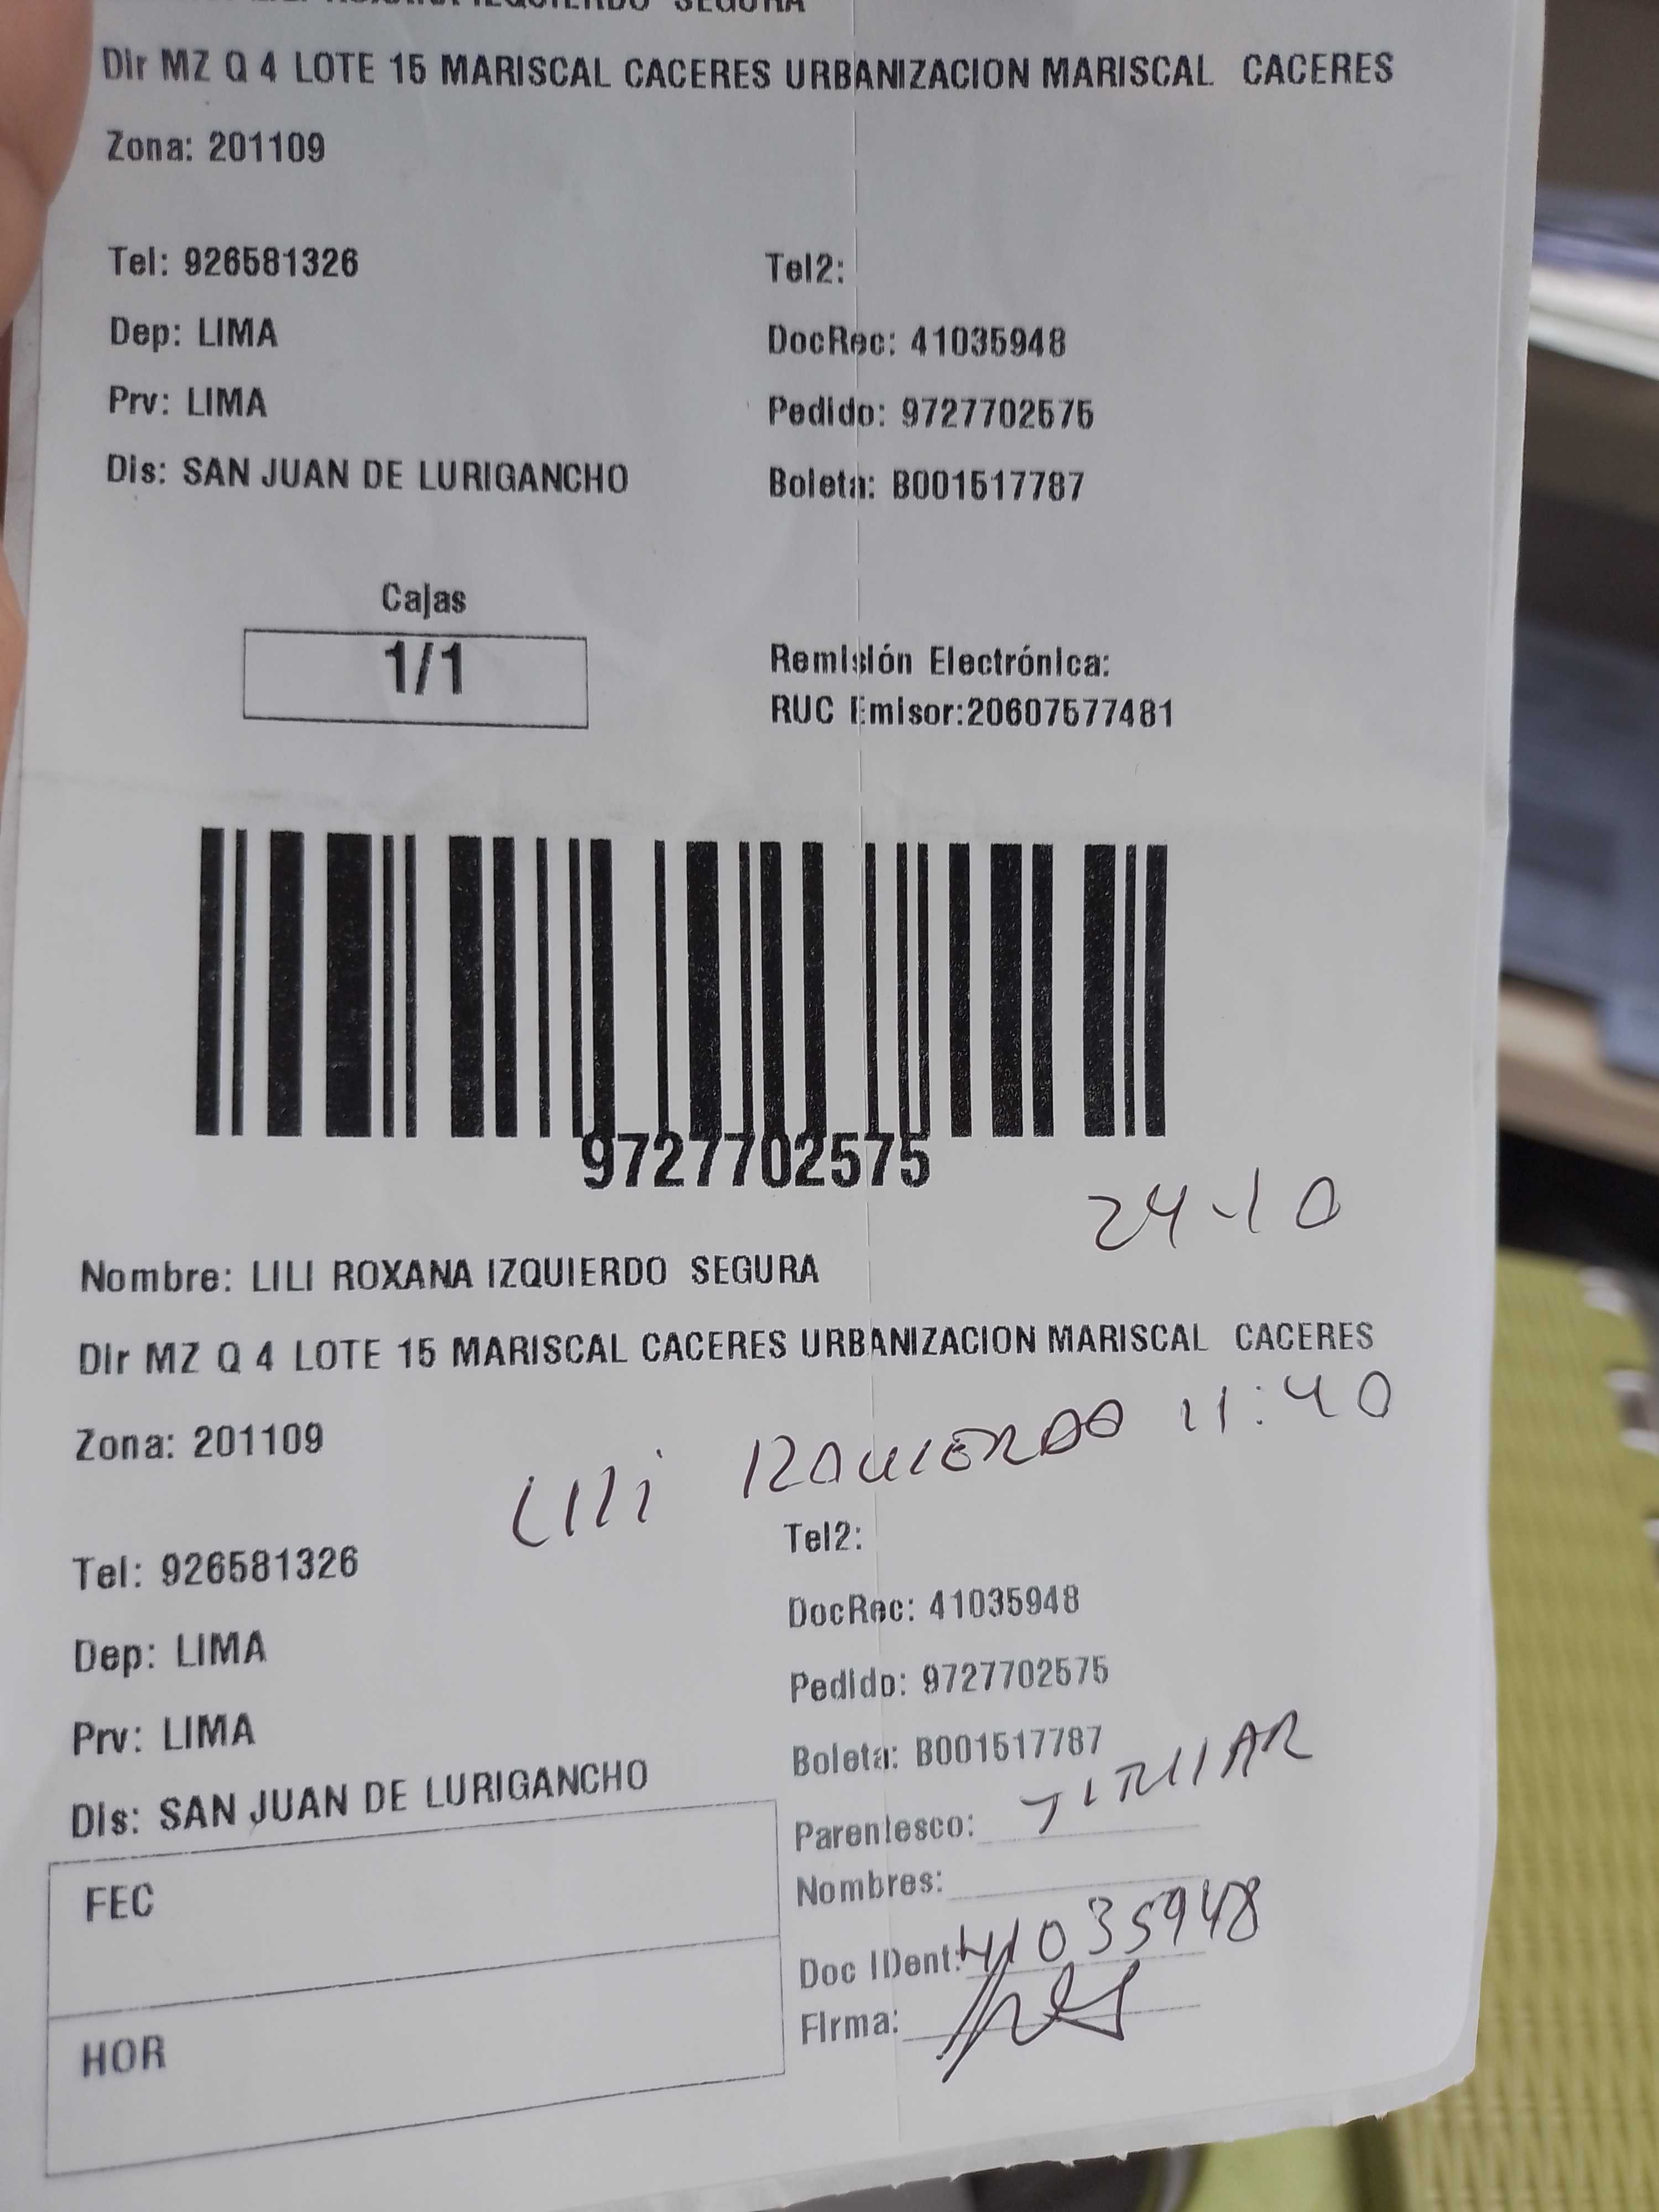 ROXANA IZQUIERDO SEGURA
Dir MZ Q 4 LOTE 15 MARISCAL CACERES URBANIZACION MARISCAL CACERES
Zona: 201109
Tel: 926581326 Tel2:
Dep: LIMA DocRec: 41035948
Prv: LIMA Pedido: 9727702575
Dis: SAN JUAN DE LURIGANCHO Boleta: B001517787
Cajas
1/1
Remisión Electrónica:
RUC Emisor:20607577481
9727702575
24-10
Nombre: LILI ROXANA IZQUIERDO SEGURA
Dir MZ Q 4 LOTE 15 MARISCAL CACERES URBANIZACION MARISCAL CACERES
Zona: 201109
Lili IZQUIERDO 11:40
Tel: 926581326 Tel2:
Dep: LIMA DocRec: 41035948
Prv: LIMA Pedido: 9727702575
Dis: SAN JUAN DE LURIGANCHO Boleta: B001517787
Parentesco: TITULAR
Nombres:
Doc IDent: 41035948
Firma:
FEC
HOR